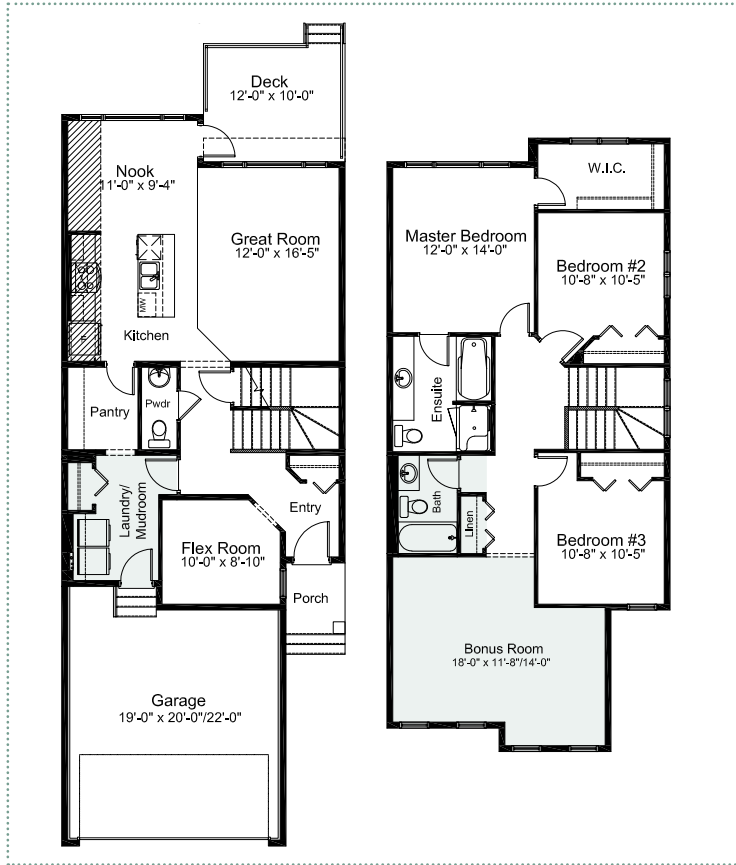 Deck
12'-0" x 10'-0"
Nook
11'-0" x 9'-4"
Great Room
12'-0" x 16'-5"
MW
Kitchen
Pantry
Pwdr
Laundry/
Mudroom
Entry
Flex Room
10'-0" x 8'-10"
Porch
Garage
19'-0" x 20'-0"/22'-0"
W.I.C.
Master Bedroom
12'-0" x 14'-0"
Bedroom #2
10'-8" x 10'-5"
Ensuite
Bath
Linen
Bedroom #3
10'-8" x 10'-5"
Bonus Room
18'-0" x 11'-8"/14'-0"